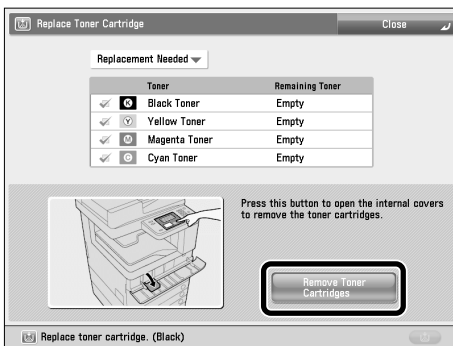 Replace Toner Cartridge
Close
Replacement Needed
Toner Remaining Toner
K Black Toner Empty
Y Yellow Toner Empty
M Magenta Toner Empty
C Cyan Toner Empty
Press this button to open the internal covers
to remove the toner cartridges.
Remove Toner
Cartridges
Replace toner cartridge. (Black)